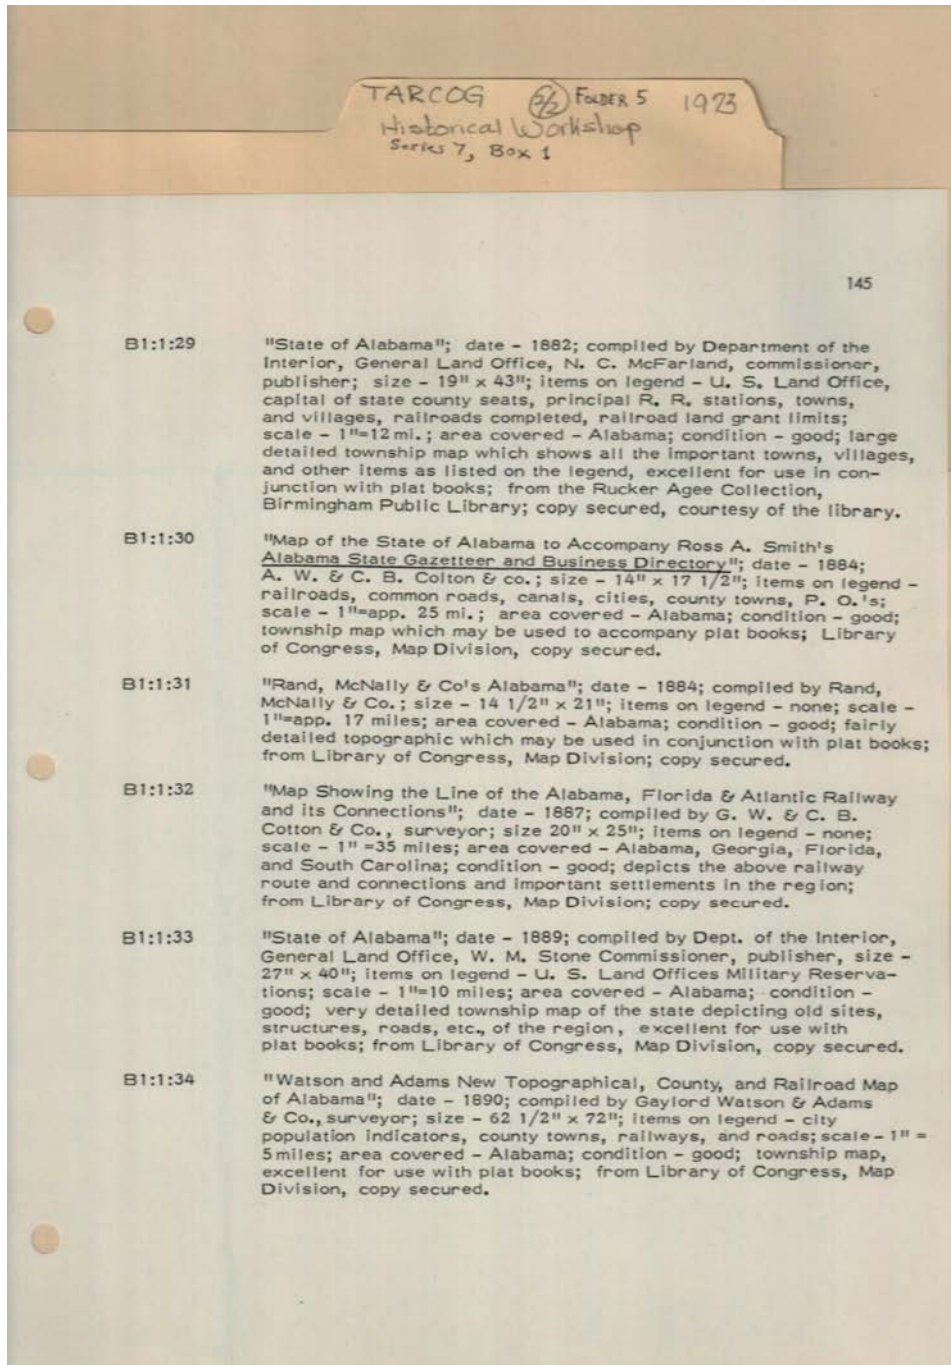 TARCOG 2/2 FOLDER 5 1973
Historical Workshop
Series 7, Box 1
145
B1:1:29 "State of Alabama"; date - 1882; compiled by Department of the
Interior, General Land Office, N. C. McFarland, commissioner,
publisher; size - 19" x 43"; items on legend - U. S. Land Office,
capital of state county seats, principal R. R. stations, towns,
and villages, railroads completed, railroad land grant limits;
scale - 1"=12 mi.; area covered - Alabama; condition - good; large
detailed township map which shows all the important towns, villages,
and other items as listed on the legend, excellent for use in con-
junction with plat books; from the Rucker Agee Collection,
Birmingham Public Library; copy secured, courtesy of the library.
B1:1:30 "Map of the State of Alabama to Accompany Ross A. Smith's
Alabama State Gazetteer and Business Directory"; date - 1884;
A. W. & C. B. Colton & co.; size - 14" x 17 1/2"; items on legend -
railroads, common roads, canals, cities, county towns, P. O.'s;
scale - 1"=app. 25 mi.; area covered - Alabama; condition - good;
township map which may be used to accompany plat books; Library
of Congress, Map Division, copy secured.
B1:1:31 "Rand, McNally & Co's Alabama"; date - 1884; compiled by Rand,
McNally & Co.; size - 14 1/2" x 21"; items on legend - none; scale -
1"=app. 17 miles; area covered - Alabama; condition - good; fairly
detailed topographic which may be used in conjunction with plat books;
from Library of Congress, Map Division; copy secured.
B1:1:32 "Map Showing the Line of the Alabama, Florida & Atlantic Railway
and its Connections"; date - 1887; compiled by G. W. & C. B.
Cotton & Co., surveyor; size 20" x 25"; items on legend - none;
scale - 1" =35 miles; area covered - Alabama, Georgia, Florida,
and South Carolina; condition - good; depicts the above railway
route and connections and important settlements in the region;
from Library of Congress, Map Division; copy secured.
B1:1:33 "State of Alabama"; date - 1889; compiled by Dept. of the Interior,
General Land Office, W. M. Stone Commissioner, publisher, size -
27" x 40"; items on legend - U. S. Land Offices Military Reserva-
tions; scale - 1"=10 miles; area covered - Alabama; condition -
good; very detailed township map of the state depicting old sites,
structures, roads, etc., of the region, excellent for use with
plat books; from Library of Congress, Map Division, copy secured.
B1:1:34 "Watson and Adams New Topographical, County, and Railroad Map
of Alabama"; date - 1890; compiled by Gaylord Watson & Adams
& Co., surveyor; size - 62 1/2" x 72"; items on legend - city
population indicators, county towns, railways, and roads; scale - 1" =
5 miles; area covered - Alabama; condition - good; township map,
excellent for use with plat books; from Library of Congress, Map
Division, copy secured.